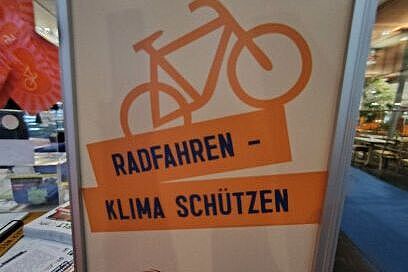 RADFAHREN –
KLIMA SCHÜTZEN